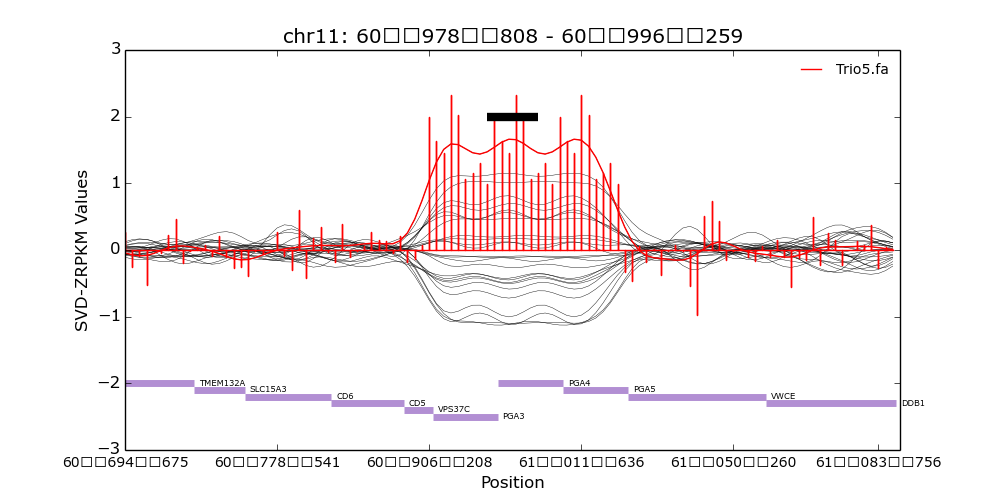 chr11: 60□□978□□808 - 60□□996□□259
Trio5.fa
3
2
1
0
−1
−2
−3
SVD-ZRPKM Values
TMEM132A
SLC15A3
CD6
CD5
VPS37C
PGA3
PGA4
PGA5
VWCE
DDB1
60□□694□□675 60□□778□□541 60□□906□□208 61□□011□□636 61□□050□□260 61□□083□□756
Position